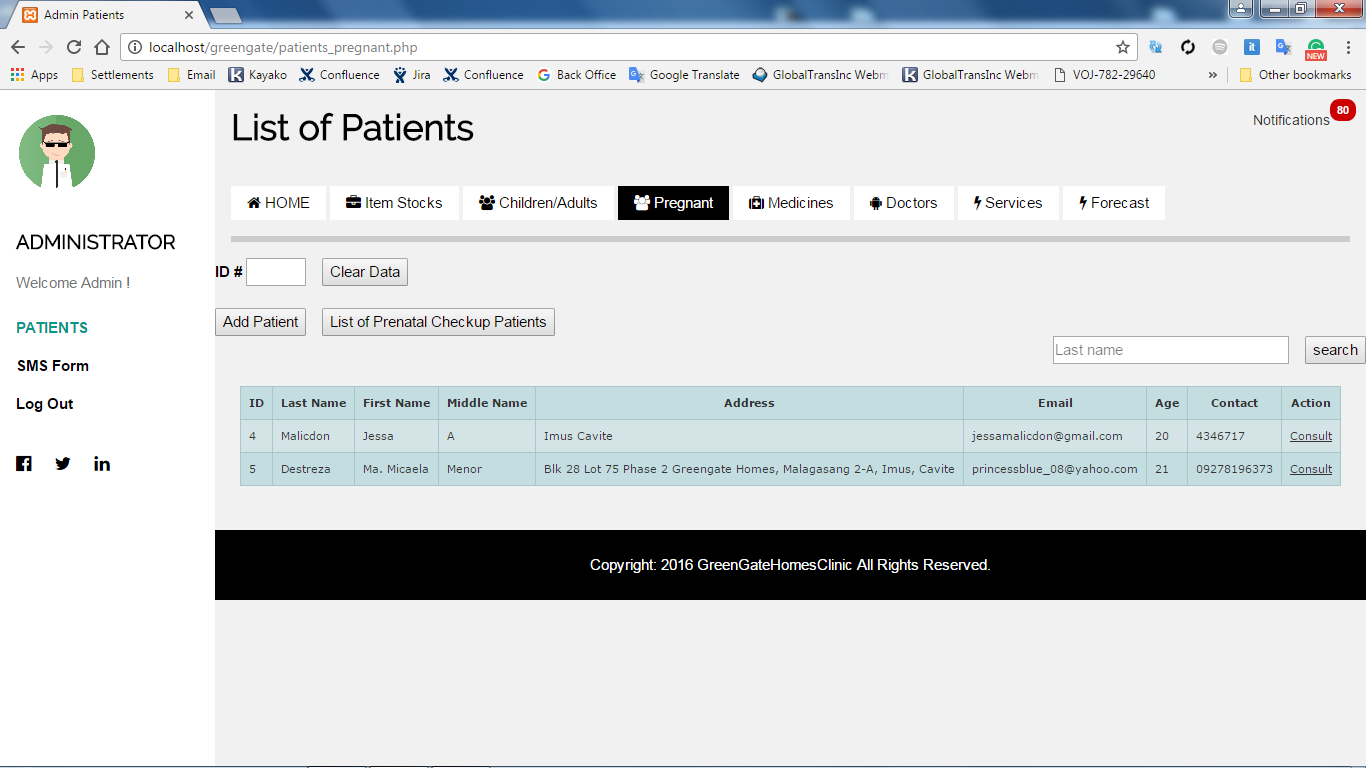 Admin Patients
localhost/greengate/patients_pregnant.php
NEW
Apps Settlements Email Kayako Confluence Jira Confluence Back Office Google Translate GlobalTransInc Webm GlobalTransInc Webm VOJ-782-29640 » Other bookmarks
List of Patients
Notifications 80
HOME Item Stocks Children/Adults Pregnant Medicines Doctors Services Forecast
ADMINISTRATOR
Welcome Admin !
PATIENTS
SMS Form
Log Out
ID # Clear Data
Add Patient List of Prenatal Checkup Patients
Last name search
ID Last Name First Name Middle Name Address Email Age Contact Action
4 Malicdon Jessa A Imus Cavite jessamalicdon@gmail.com 20 4346717 Consult
5 Destreza Ma. Micaela Menor Blk 28 Lot 75 Phase 2 Greengate Homes, Malagasang 2-A, Imus, Cavite princessblue_08@yahoo.com 21 09278196373 Consult
Copyright: 2016 GreenGateHomesClinic All Rights Reserved.